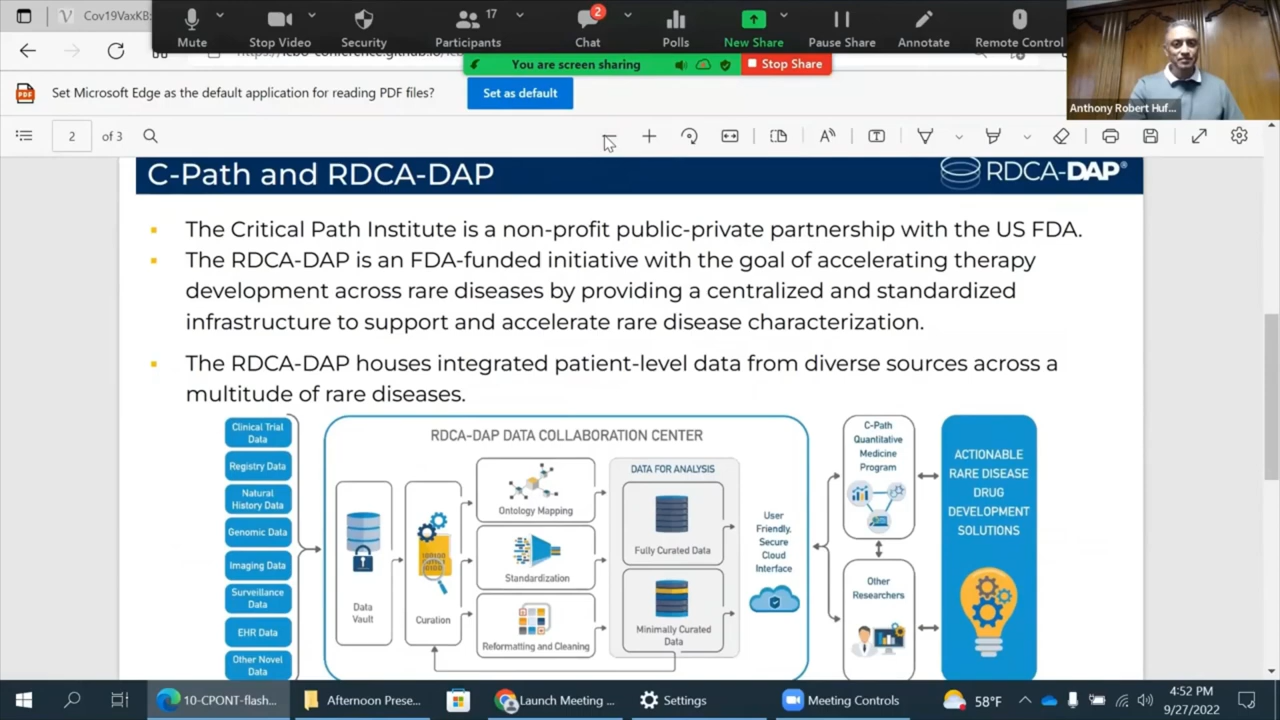 Cov19VaxKB:
Mute
Stop Video
Security
17
Participants
2
Chat
Polls
New Share
Pause Share
Annotate
Remote Control
Anthony Robert Huf...
You are screen sharing
Stop Share
PDF
Set Microsoft Edge as the default application for reading PDF files?
Set as default
2
of 3
C-Path and RDCA-DAP
RDCA-DAP®
The Critical Path Institute is a non-profit public-private partnership with the US FDA.
The RDCA-DAP is an FDA-funded initiative with the goal of accelerating therapy
development across rare diseases by providing a centralized and standardized
infrastructure to support and accelerate rare disease characterization.
The RDCA-DAP houses integrated patient-level data from diverse sources across a
multitude of rare diseases.
Clinical Trial
Data
Registry Data
Natural
History Data
Genomic Data
Imaging Data
Surveillance
Data
EHR Data
Other Novel
Data
RDCA-DAP DATA COLLABORATION CENTER
Data
Vault
Curation
Ontology Mapping
Standardization
Reformatting and Cleaning
DATA FOR ANALYSIS
Fully Curated Data
Minimally Curated
Data
User
Friendly,
Secure
Cloud
Interface
C-Path
Quantitative
Medicine
Program
Other
Researchers
ACTIONABLE
RARE DISEASE
DRUG
DEVELOPMENT
SOLUTIONS
10-CPONT-flash...
Afternoon Prese...
Launch Meeting ...
Settings
Meeting Controls
58°F
4:52 PM
9/27/2022